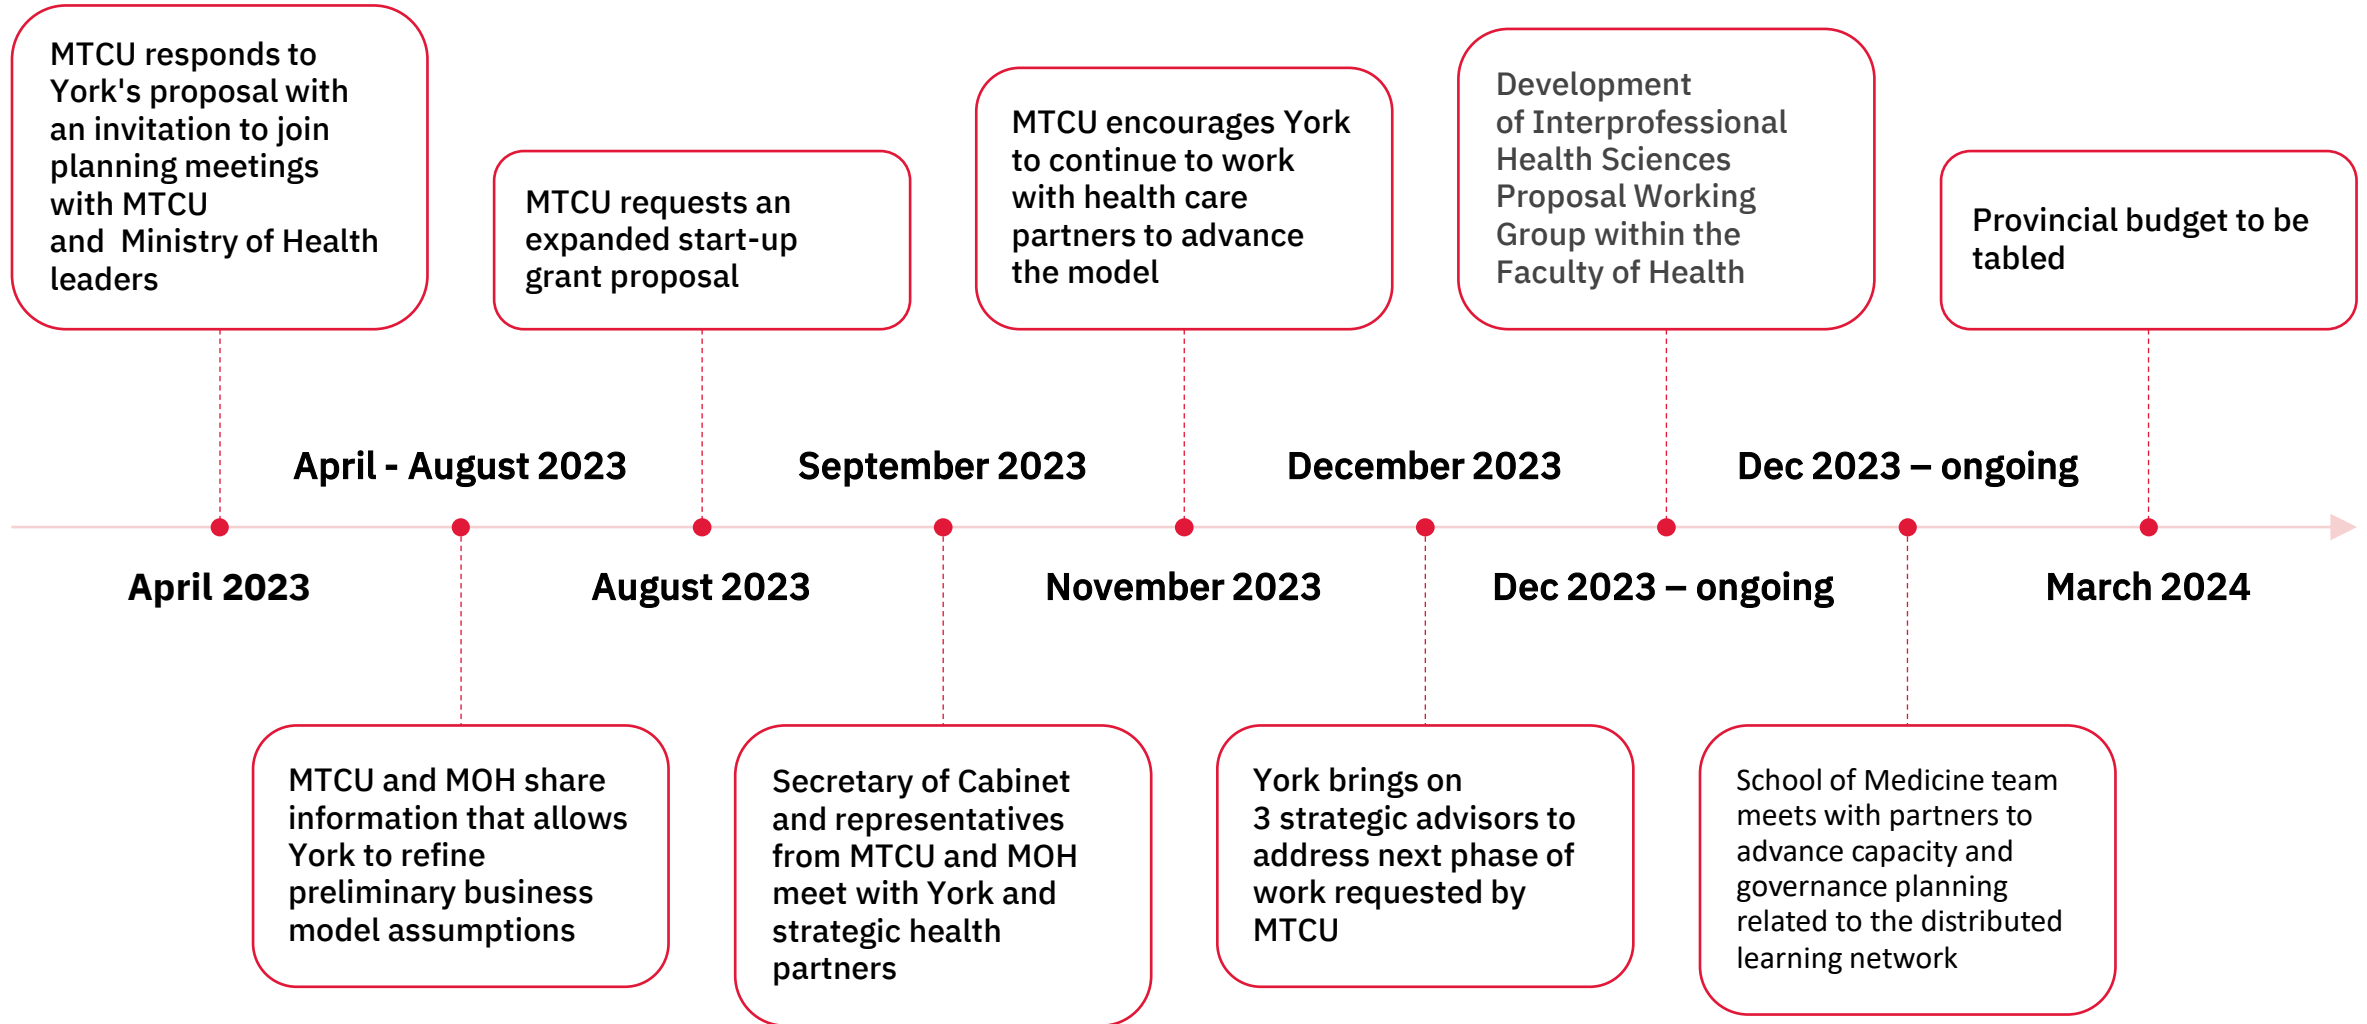 MTCU responds to
York's proposal with
an invitation to join
planning meetings
with MTCU
and  Ministry of Health
leaders
MTCU requests an
expanded start-up
grant proposal
MTCU encourages York
to continue to work
with health care
partners to advance
the model
Development
of Interprofessional
Health Sciences
Proposal Working
Group within the
Faculty of Health
Provincial budget to be
tabled
April - August 2023
September 2023
December 2023
Dec 2023 – ongoing
April 2023
August 2023
November 2023
Dec 2023 – ongoing
March 2024
MTCU and MOH share
information that allows
York to refine
preliminary business
model assumptions
Secretary of Cabinet
and representatives
from MTCU and MOH
meet with York and
strategic health
partners
York brings on
3 strategic advisors to
address next phase of
work requested by
MTCU
School of Medicine team
meets with partners to
advance capacity and
governance planning
related to the distributed
learning network